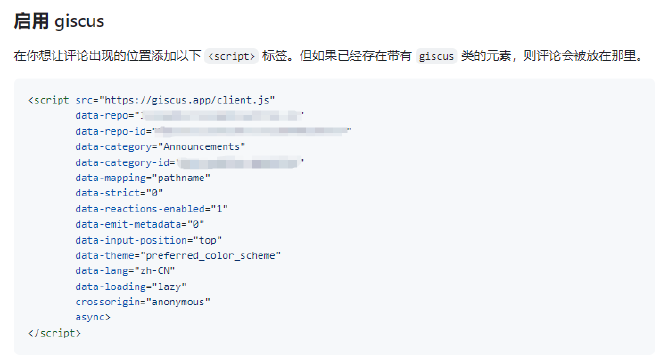 启用 giscus
在你想让评论出现的位置添加以下 <script> 标签。但如果已经存在带有 giscus 类的元素，则评论会被放在那里。
<script src="https://giscus.app/client.js"
data-repo="
data-repo-id="
data-category="Announcements"
data-category-id=
data-mapping="pathname"
data-strict="0"
data-reactions-enabled="1"
data-emit-metadata="0"
data-input-position="top"
data-theme="preferred_color_scheme"
data-lang="zh-CN"
data-loading="lazy"
crossorigin="anonymous"
async>
</script>